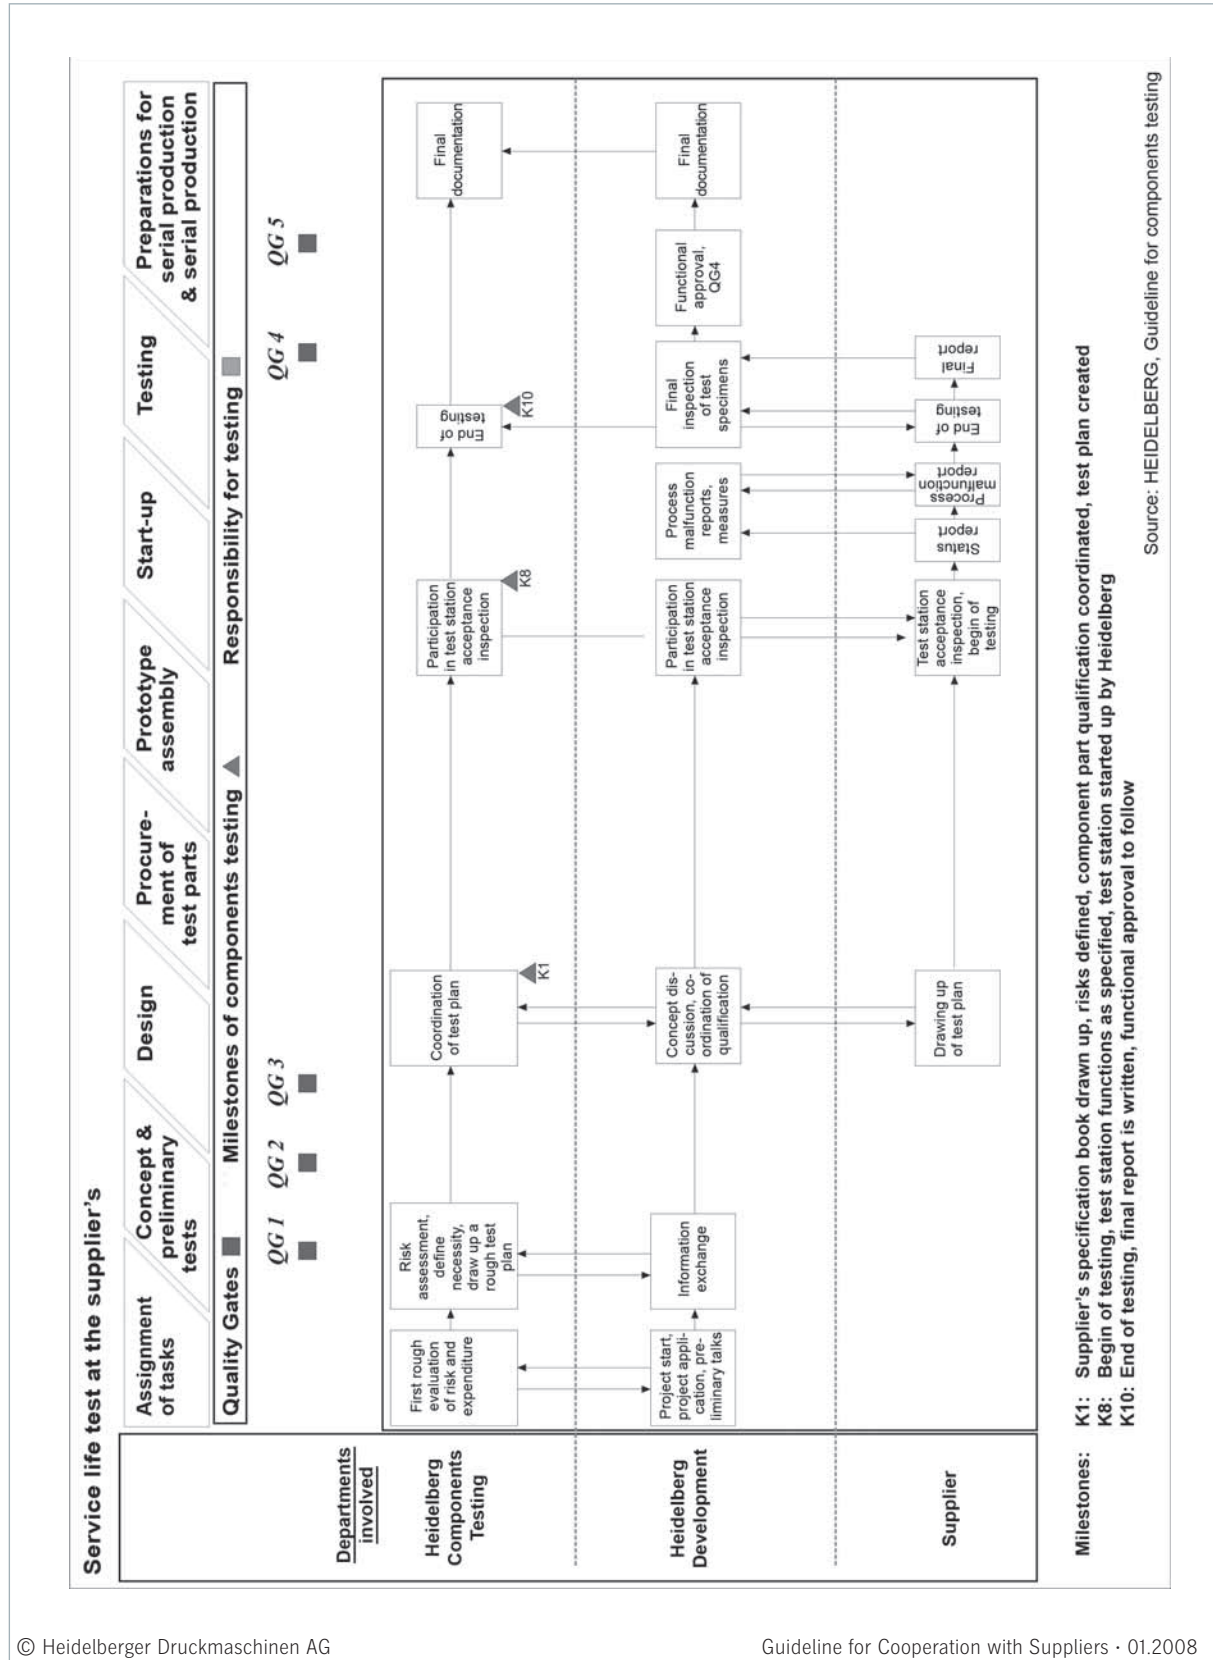 Service life test at the supplier's
Assignment
of tasks
Concept &
preliminary
tests
Design
Procure-
ment of
test parts
Prototype
assembly
Start-up
Testing
Preparations for
serial production
& serial production
Quality Gates
Milestones of components testing
Responsibility for testing
QG 1
QG 2
QG 3
QG 4
QG 5
Departments
involved
Heidelberg
Components
Testing
First rough
evaluation
of risk and
expenditure
Risk
assessment,
define
necessity,
draw up a
rough test
plan
Coordination
of test plan
K1
Participation
in test station
acceptance
inspection
K8
End of
testing
K10
Final
documentation
Heidelberg
Development
Project start,
project appli-
cation, pre-
liminary talks
Information
exchange
Concept dis-
cussion, co-
ordination of
qualification
Participation
in test station
acceptance
inspection
Process
malfunction
reports,
measures
Final
inspection
of test
specimens
Functional
approval,
QG4
Final
documentation
Supplier
Drawing up
of test plan
Test station
acceptance
inspection,
begin of
testing
Status
report
Process
malfunction
report
End of
testing
Final
report
Milestones:
K1: Supplier's specification book drawn up, risks defined, component part qualification coordinated, test plan created
K8: Begin of testing, test station functions as specified, test station started up by Heidelberg
K10: End of testing, final report is written, functional approval to follow
Source: HEIDELBERG, Guideline for components testing
© Heidelberger Druckmaschinen AG
Guideline for Cooperation with Suppliers · 01.2008